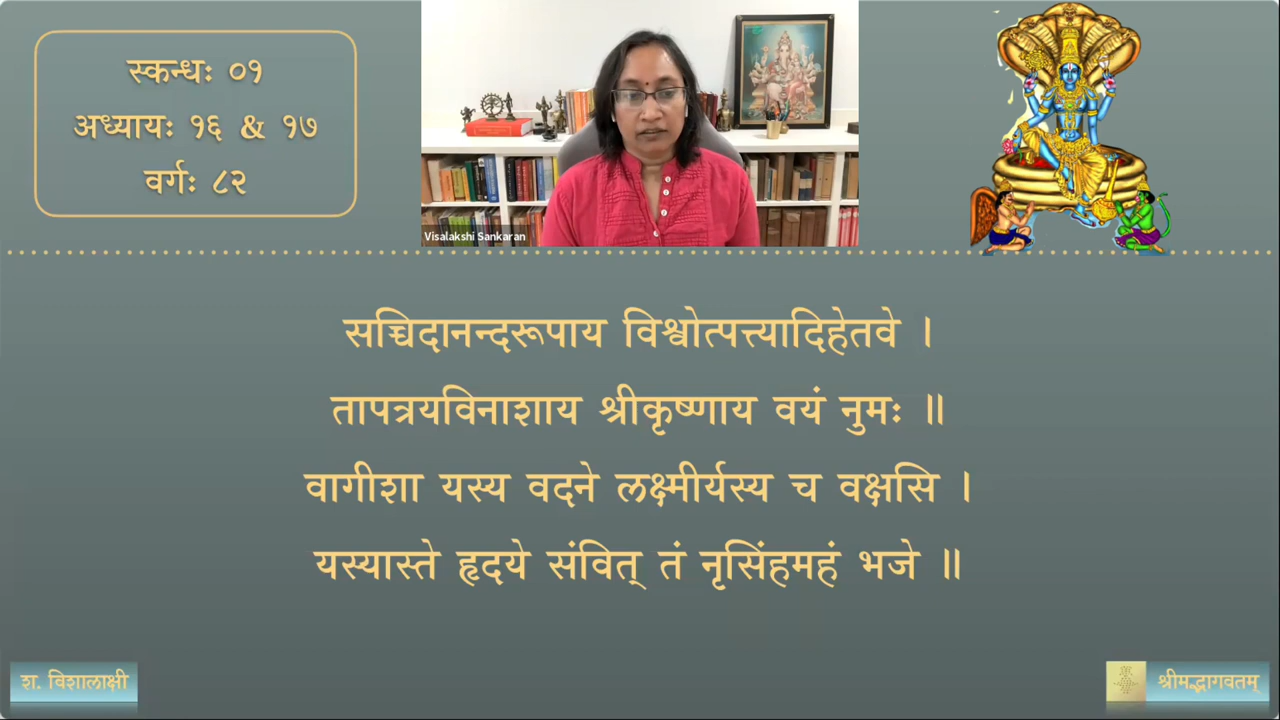 स्कन्धः ०१
अध्यायः १६ & १७
वर्गः ८२
Visalakshi Sankaran
सच्चिदानन्दरूपाय विश्वोत्पत्त्यादिहेतवे ।
तापत्रयविनाशाय श्रीकृष्णाय वयं नुमः ॥
वागीशा यस्य वदने लक्ष्मीर्यस्य च वक्षसि ।
यस्यास्ते हृदये संवित् तं नृसिंहमहं भजे ॥
श. विशालाक्षी
श्रीमद्भागवतम्